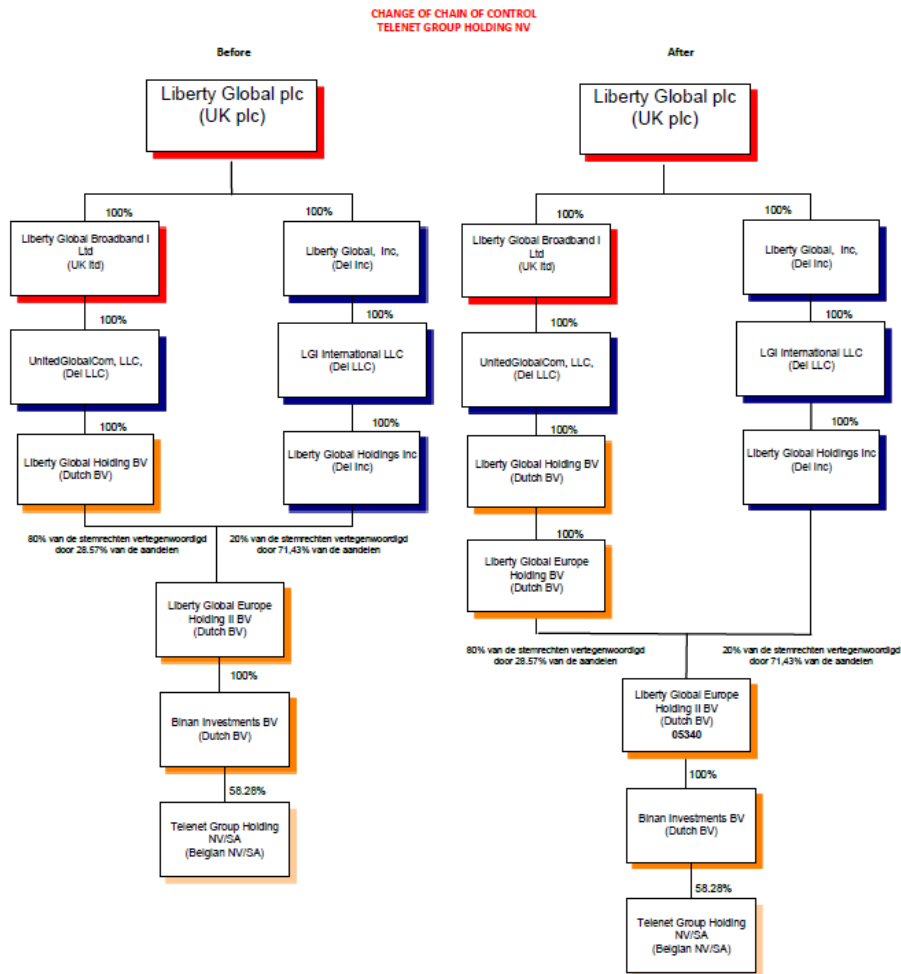 CHANGE OF CHAIN OF CONTROL
TELENET GROUP HOLDING NV
Before
Liberty Global plc
(UK plc)
100%
100%
Liberty Global Broadband I
Ltd
(UK ltd)
Liberty Global, Inc,
(Del Inc)
100%
100%
UnitedGlobalCom, LLC,
(Del LLC)
LGI International LLC
(Del LLC)
100%
100%
Liberty Global Holding BV
(Dutch BV)
Liberty Global Holdings Inc
(Del Inc)
80% van de stemrechten vertegenwoordigd
door 28.57% van de aandelen
20% van de stemrechten vertegenwoordigd
door 71,43% van de aandelen
Liberty Global Europe
Holding II BV
(Dutch BV)
100%
Binan Investments BV
(Dutch BV)
58.28%
Telenet Group Holding
NV/SA
(Belgian NV/SA)
After
Liberty Global plc
(UK plc)
100%
100%
Liberty Global Broadband I
Ltd
(UK ltd)
Liberty Global, Inc,
(Del Inc)
100%
100%
UnitedGlobalCom, LLC,
(Del LLC)
LGI International LLC
(Del LLC)
100%
100%
Liberty Global Holding BV
(Dutch BV)
Liberty Global Holdings Inc
(Del Inc)
100%
Liberty Global Europe
Holding BV
(Dutch BV)
80% van de stemrechten vertegenwoordigd
door 28.57% van de aandelen
20% van de stemrechten vertegenwoordigd
door 71,43% van de aandelen
Liberty Global Europe
Holding II BV
(Dutch BV)
05340
100%
Binan Investments BV
(Dutch BV)
58.28%
Telenet Group Holding
NV/SA
(Belgian NV/SA)